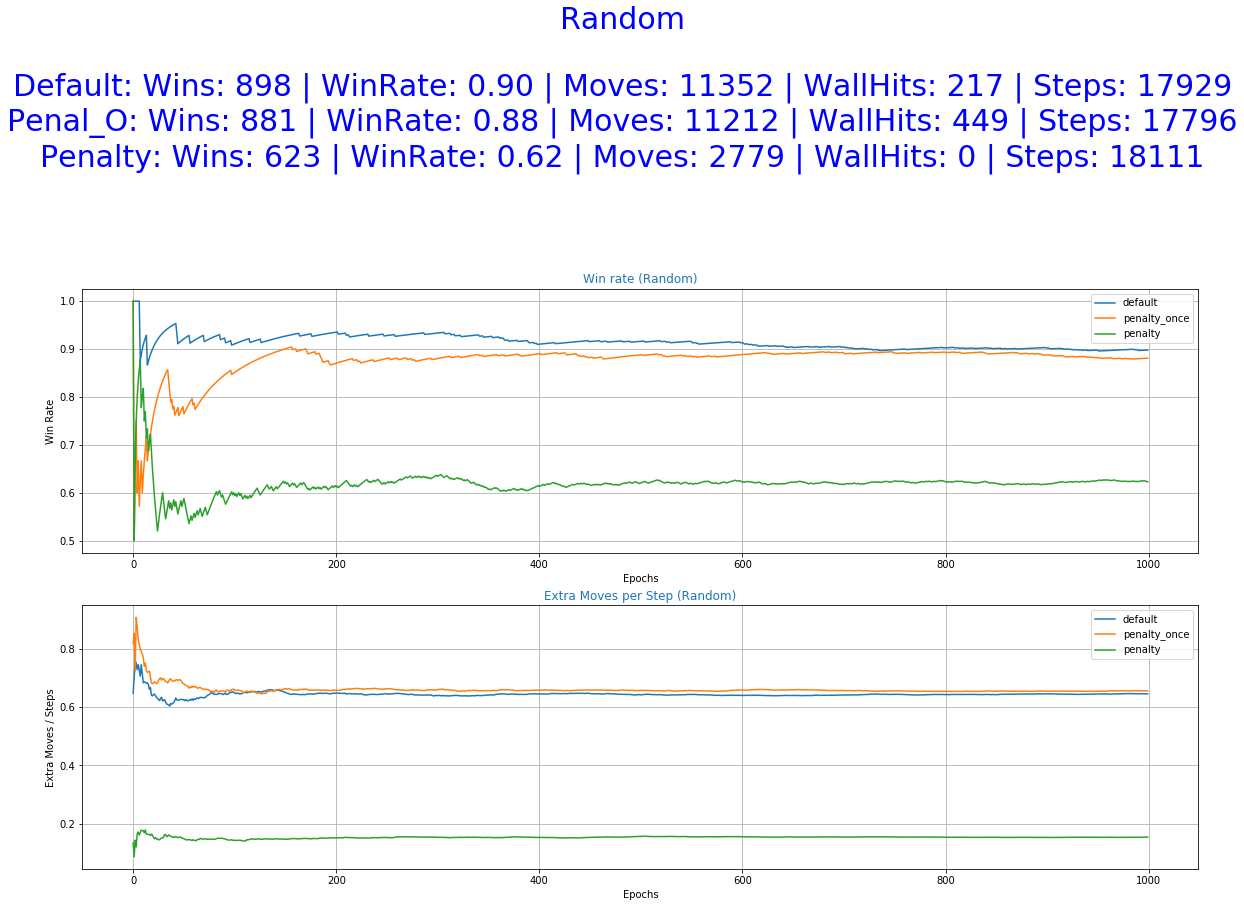 Random
Default: Wins: 898 | WinRate: 0.90 | Moves: 11352 | WallHits: 217 | Steps: 17929
Penal_O: Wins: 881 | WinRate: 0.88 | Moves: 11212 | WallHits: 449 | Steps: 17796
Penalty: Wins: 623 | WinRate: 0.62 | Moves: 2779 | WallHits: 0 | Steps: 18111
Win rate (Random)
1.0
0.9
0.8
0.7
0.6
0.5
Win Rate
default
penalty_once
penalty
0
200
400
600
800
1000
Epochs
Extra Moves per Step (Random)
0.8
0.6
0.4
0.2
Extra Moves / Steps
default
penalty_once
penalty
0
200
400
600
800
1000
Epochs